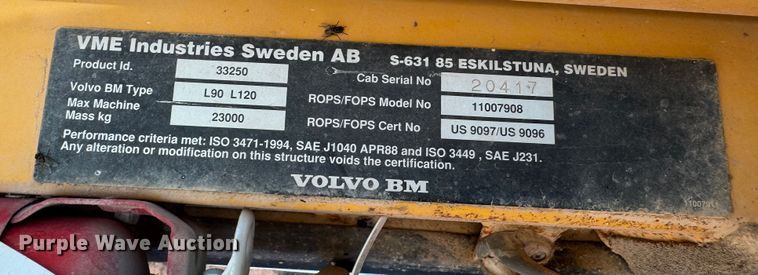 VME Industries Sweden AB S-631 85 ESKILSTUNA, SWEDEN
Product Id. 33250 Cab Serial No 20417
Volvo BM Type L90 L120 ROPS/FOPS Model No 11007908
Max Machine Mass kg 23000 ROPS/FOPS Cert No US 9097/US 9096
Performance criteria met: ISO 3471-1994, SAE J1040 APR88 and ISO 3449 , SAE J231.
Any alteration or modification on this structure voids the certification.
VOLVO BM
Purple Wave Auction